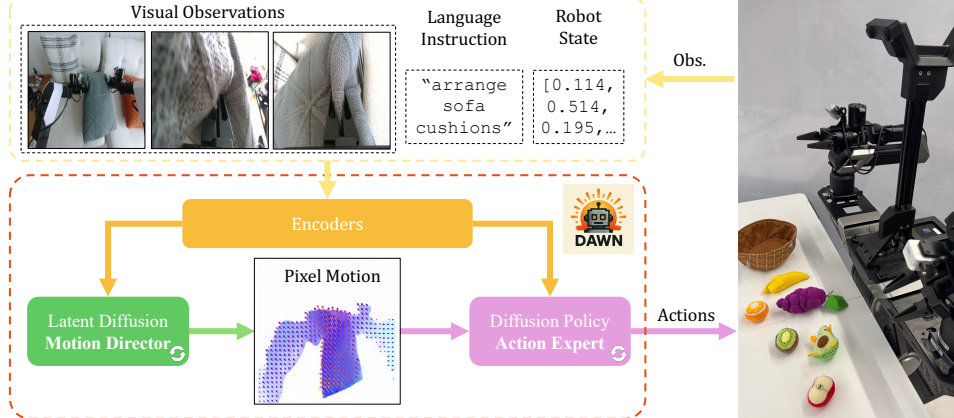 Visual Observations
Language
Instruction
Robot
State
"arrange
sofa
cushions"
[0.114,
0.514,
0.195,…
Obs.
Encoders
DAWN
Pixel Motion
Latent Diffusion
Motion Director
Diffusion Policy
Action Expert
Actions